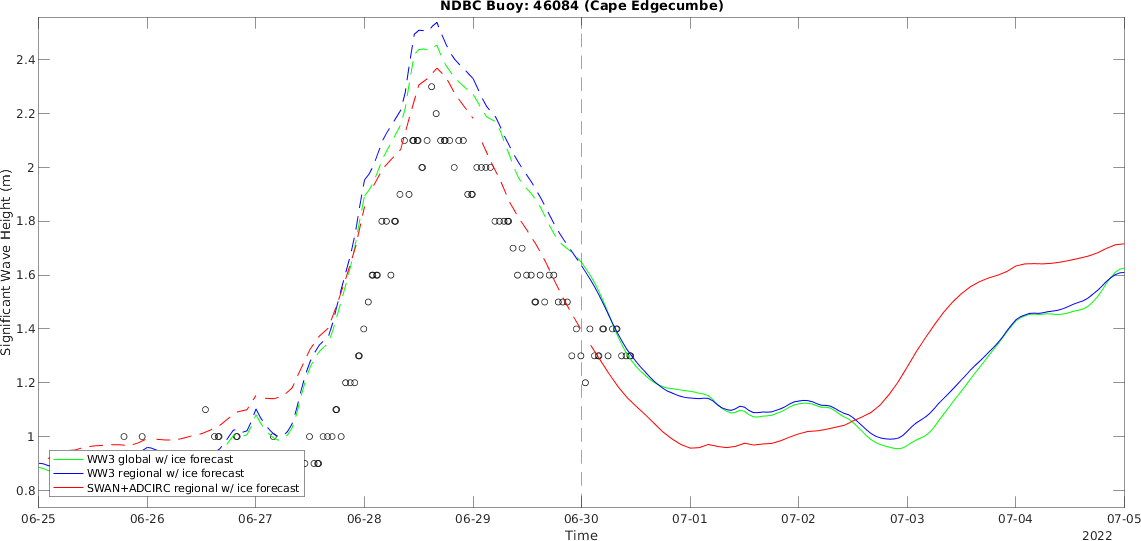 NDBC Buoy: 46084 (Cape Edgecumbe)
Significant Wave Height (m)
2.4
2.2
2
1.8
1.6
1.4
1.2
1
0.8
WW3 global w/ ice forecast
WW3 regional w/ ice forecast
SWAN+ADCIRC regional w/ ice forecast
06-25 06-26 06-27 06-28 06-29 06-30 07-01 07-02 07-03 07-04 07-05
Time 2022